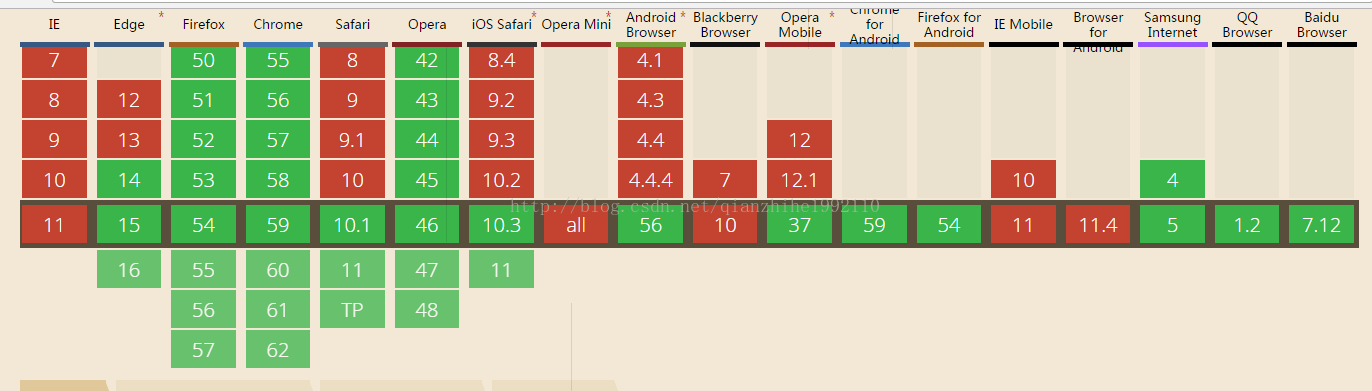 IE Edge * Firefox Chrome Safari Opera iOS Safari * Opera Mini * Android Browser * Blackberry Browser Opera Mobile * Chrome for Android Firefox for Android IE Mobile Browser for Android Samsung Internet QQ Browser Baidu Browser
7 50 55 8 42 8.4 4.1
8 12 51 56 9 43 9.2 4.3
9 13 52 57 9.1 44 9.3 4.4 12
10 14 53 58 10 45 10.2 4.4.4 7 12.1 10 4
http://blog.csdn.net/qianzhihe1992110
11 15 54 59 10.1 46 10.3 all 56 10 37 59 54 11 11.4 5 1.2 7.12
16 55 60 11 47 11
56 61 TP 48
57 62